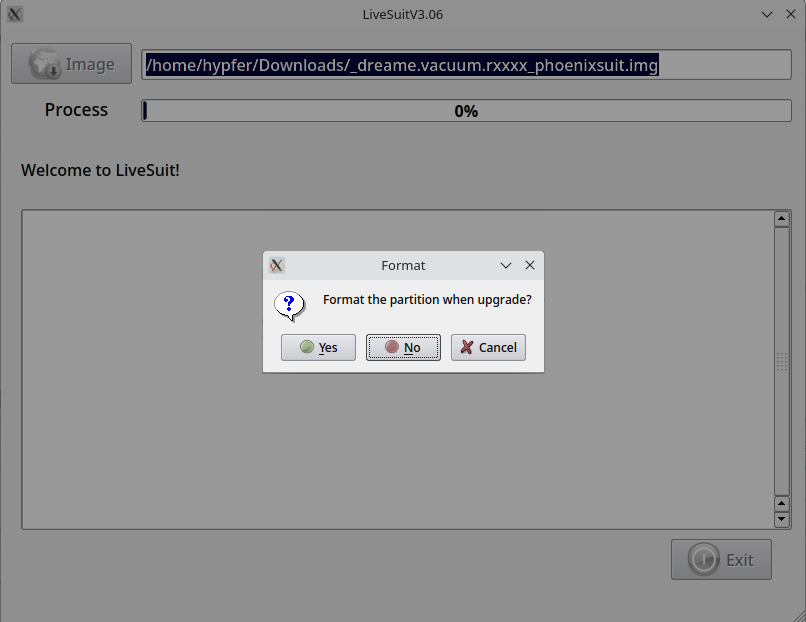 LiveSuitV3.06
Image
/home/hypfer/Downloads/_dreame.vacuum.rxxxx_phoenixsuit.img
Process
0%
Welcome to LiveSuit!
Format
Format the partition when upgrade?
Yes
No
Cancel
Exit